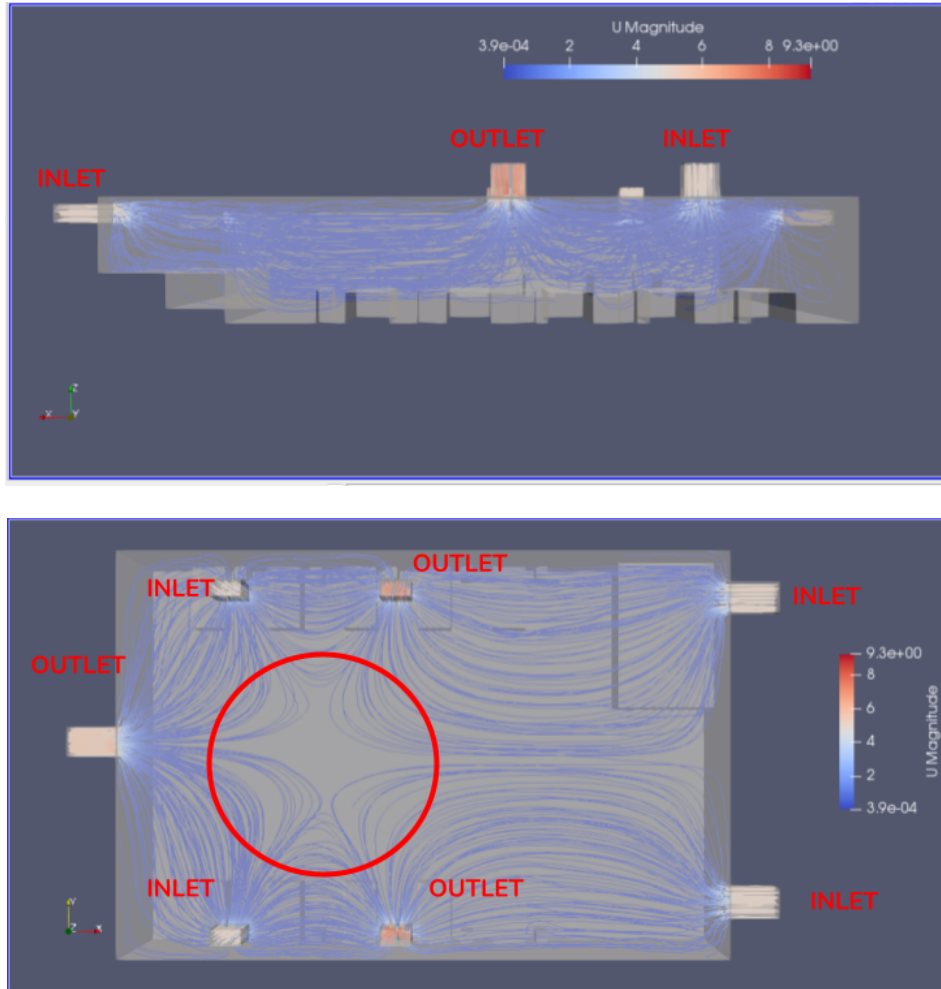 U Magnitude
3.9e-04 2 4 6 8 9.3e+00
OUTLET INLET
INLET
Z
X Y
OUTLET
INLET
INLET
OUTLET
9.3e+00
8
6
4
2
3.9e-04
U Magnitude
INLET OUTLET
INLET
Y
Z X